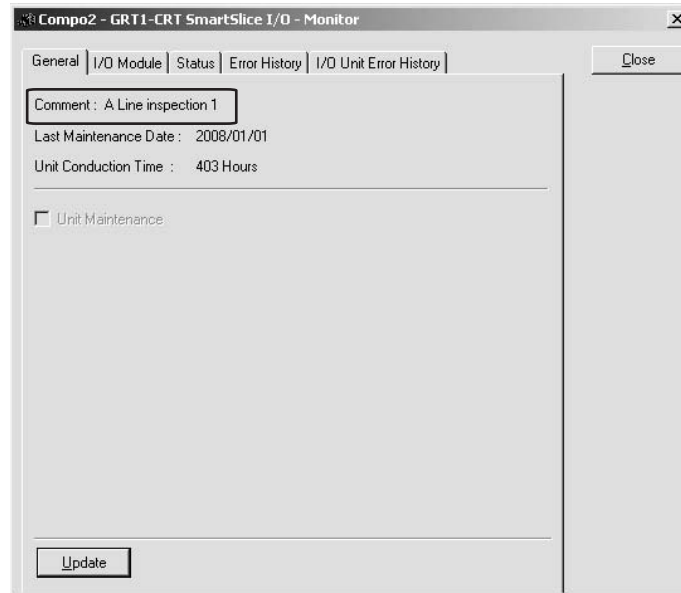 Compo2 - GRT1-CRT SmartSlice I/O - Monitor
General I/O Module Status Error History I/O Unit Error History
Close
Comment : A Line inspection 1
Last Maintenance Date : 2008/01/01
Unit Conduction Time : 403 Hours
Unit Maintenance
Update